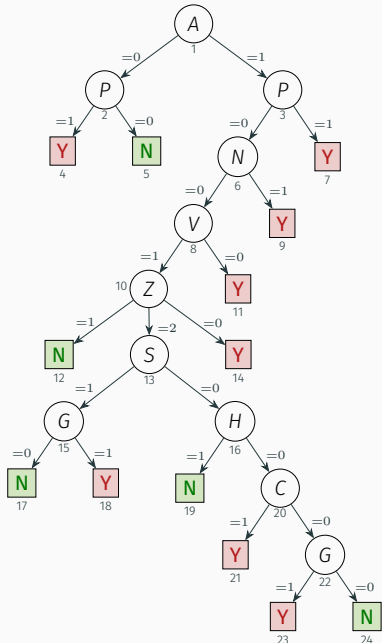 A
1
=0 =1
P P
2 3
=1 =0 =0 =1
Y N N Y
4 5 6 7
=0 =1
V Y
8 9
=1 =0
10 Z Y
11
=1 =2 =0
N S Y
12 13 14
=1 =0
G H
15 16
=0 =1 =1 =0
N Y N C
17 18 19 20
=1 =0
Y G
21 22
=1 =0
Y N
23 24